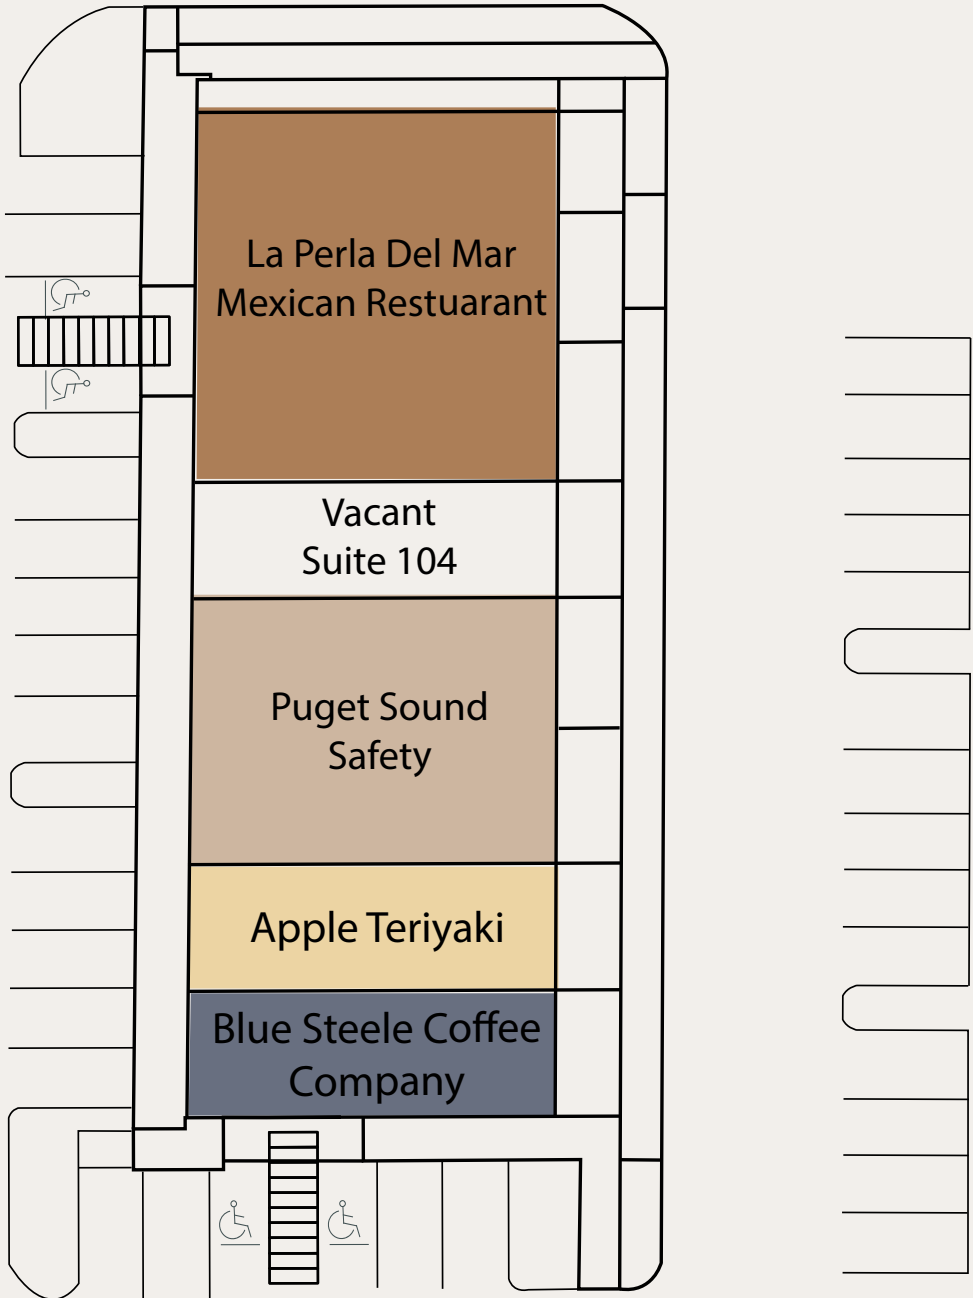 La Perla Del Mar
Mexican Restuarant
Vacant
Suite 104
Puget Sound
Safety
Apple Teriyaki
Blue Steele Coffee
Company